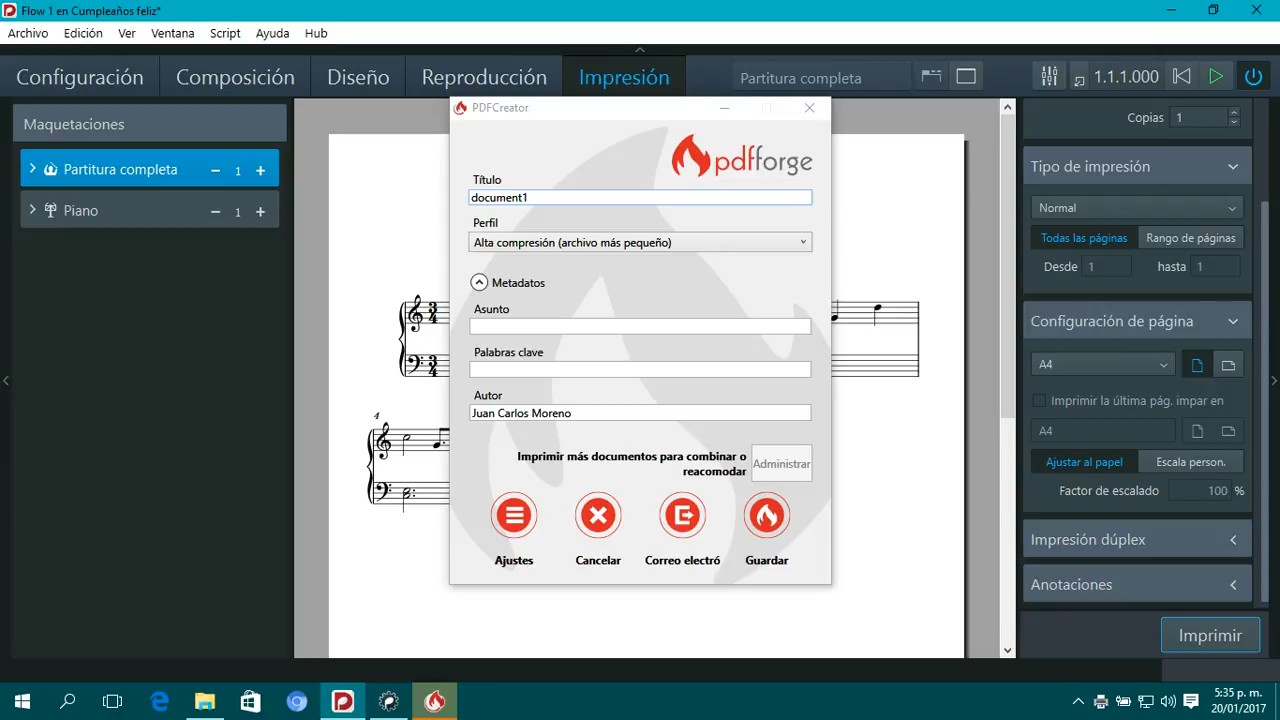 Flow 1 en Cumpleaños feliz*
Archivo Edición Ver Ventana Script Ayuda Hub
Configuración Composición Diseño Reproducción Impresión Partitura completa 1.1.1.000
Maquetaciones
Partitura completa − 1 +
Piano − 1 +
PDFCreator
pdfforge
Título
document1
Perfil
Alta compresión (archivo más pequeño)
Metadatos
Asunto
Palabras clave
Autor
Juan Carlos Moreno
Imprimir más documentos para combinar o
reacomodar
Administrar
Ajustes Cancelar Correo electró Guardar
4
Copias 1
Tipo de impresión
Normal
Todas las páginas Rango de páginas
Desde 1 hasta 1
Configuración de página
A4
Imprimir la última pág. impar en
A4
Ajustar al papel Escala person.
Factor de escalado 100 %
Impresión dúplex
Anotaciones
Imprimir
5:35 p. m.
20/01/2017